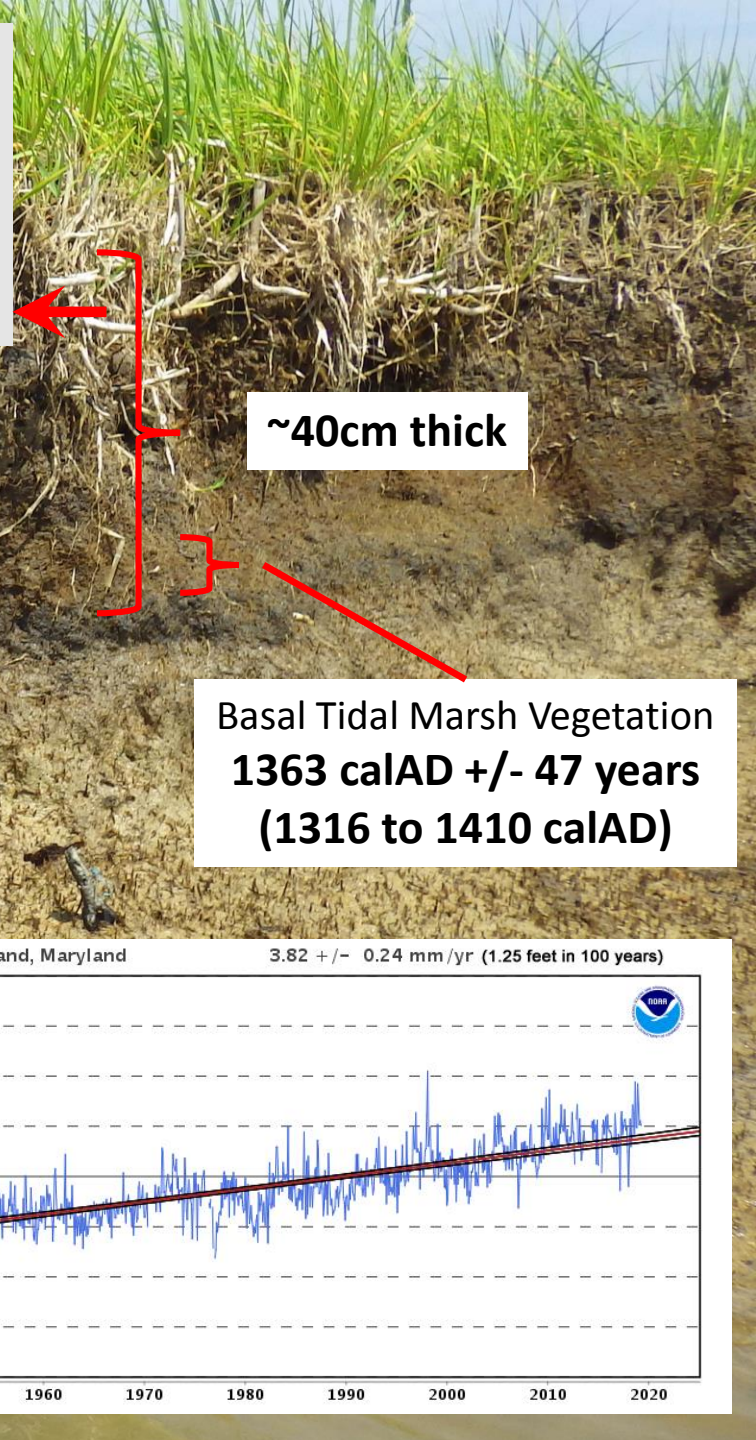 ~40cm thick
Basal Tidal Marsh Vegetation
1363 calAD +/- 47 years
(1316 to 1410 calAD)
and, Maryland 3.82 +/- 0.24 mm/yr (1.25 feet in 100 years)
NOAA
1960 1970 1980 1990 2000 2010 2020